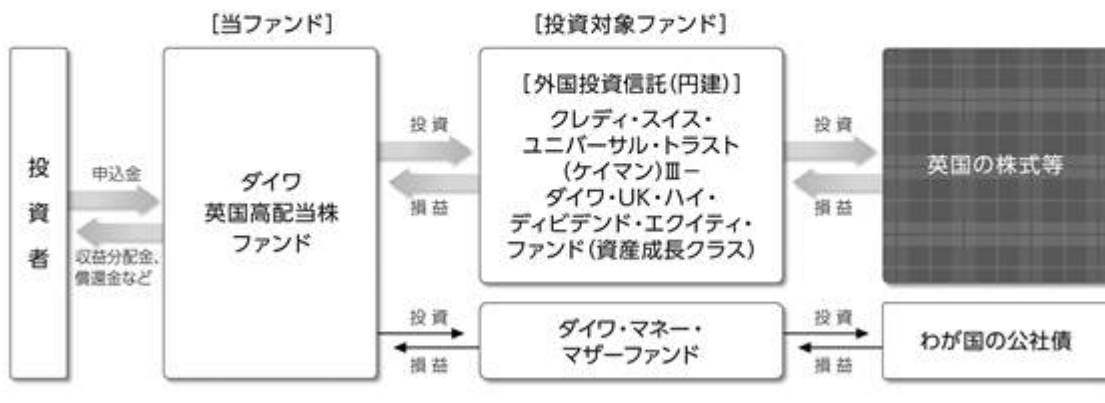 [当ファンド]
[投資対象ファンド]
投資者
申込金
収益分配金、
償還金など
ダイワ
英国高配当株
ファンド
投資
損益
[外国投資信託(円建)]
クレディ・スイス・
ユニバーサル・トラスト
(ケイマン)Ⅲ－
ダイワ・UK・ハイ・
ディビデンド・エクイティ・
ファンド(資産成長クラス)
投資
損益
英国の株式等
投資
損益
ダイワ・マネー・
マザーファンド
投資
損益
わが国の公社債